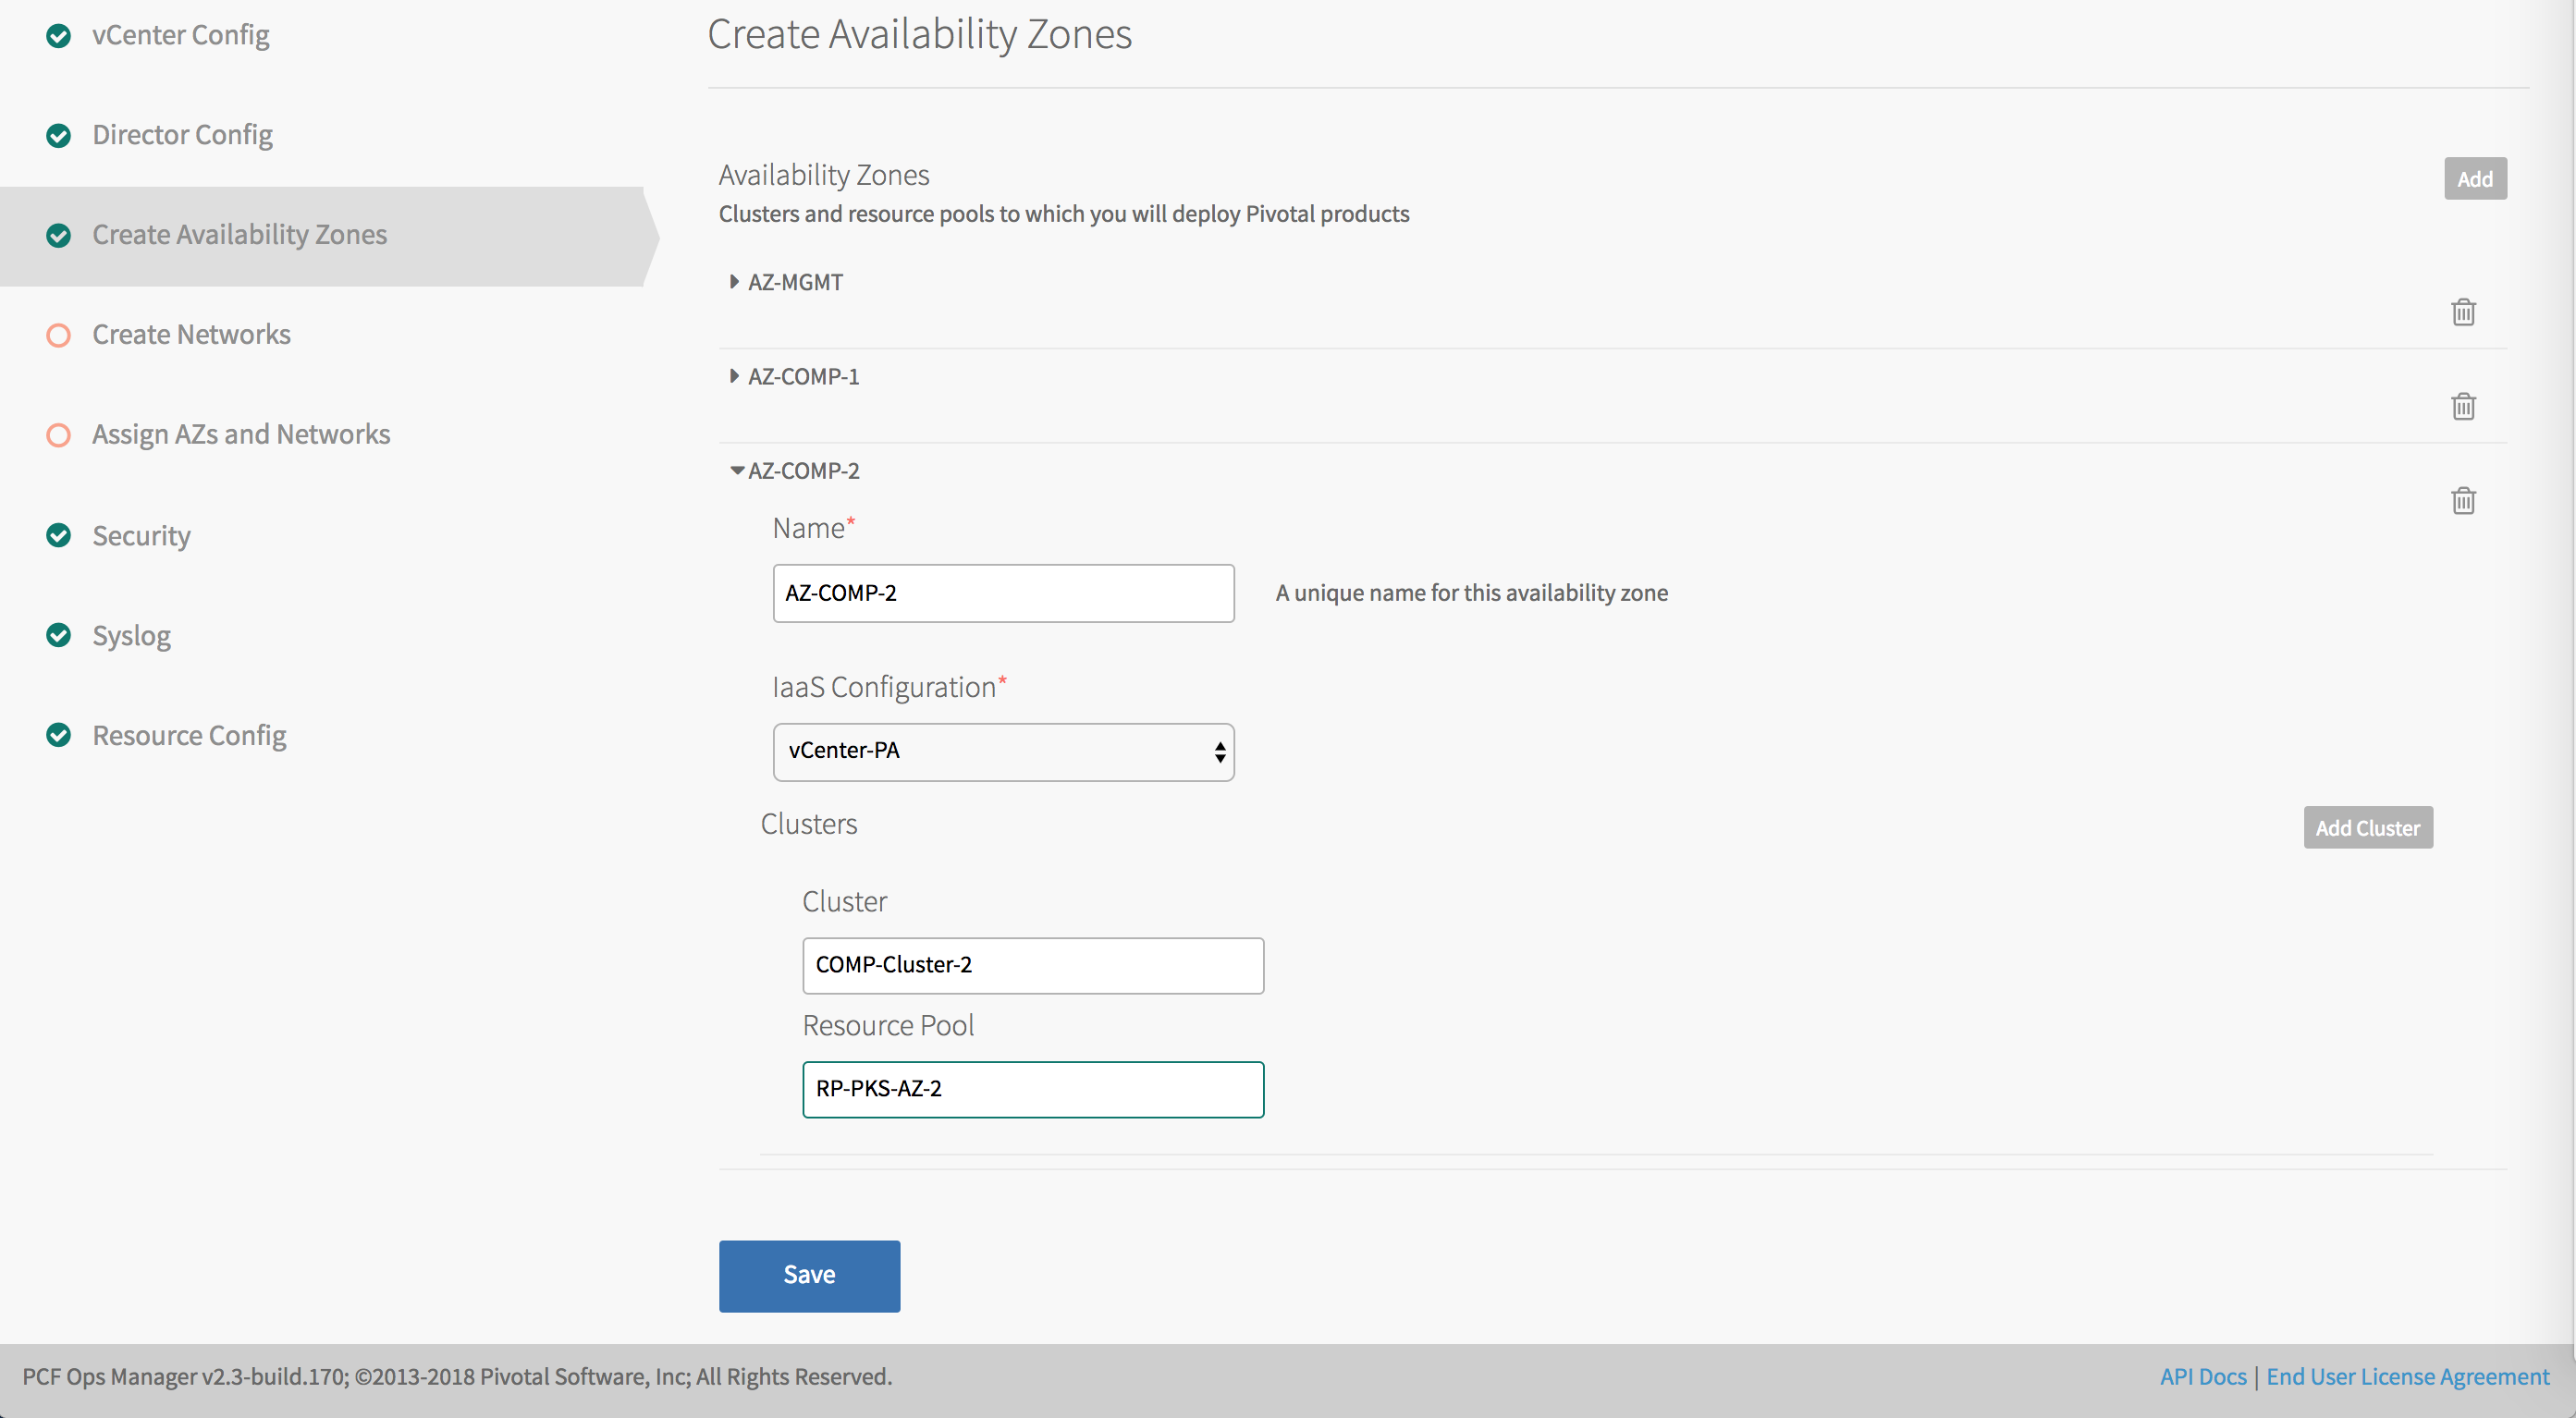 vCenter Config
Director Config
Create Availability Zones
Create Networks
Assign AZs and Networks
Security
Syslog
Resource Config
Create Availability Zones
Availability Zones
Add
Clusters and resource pools to which you will deploy Pivotal products
AZ-MGMT
AZ-COMP-1
AZ-COMP-2
Name*
AZ-COMP-2
A unique name for this availability zone
IaaS Configuration*
vCenter-PA
Clusters
Add Cluster
Cluster
COMP-Cluster-2
Resource Pool
RP-PKS-AZ-2
Save
PCF Ops Manager v2.3-build.170; ©2013-2018 Pivotal Software, Inc; All Rights Reserved.
API Docs | End User License Agreement